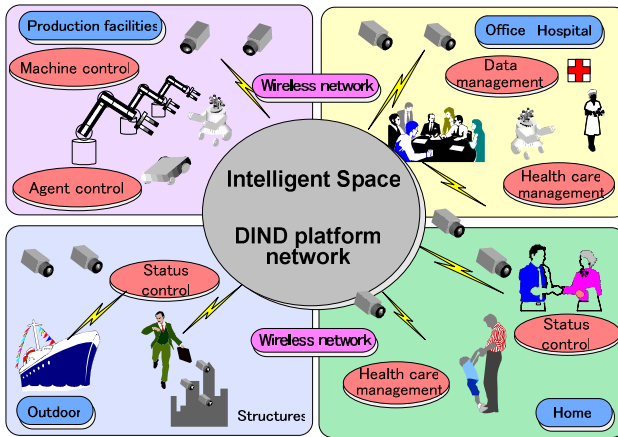 Production facilities
Machine control
Agent control
Wireless network
Office Hospital
Data
management
Health care
management
Intelligent Space
DIND platform
network
Status
control
Outdoor
Structures
Wireless network
Status
control
Health care
management
Home